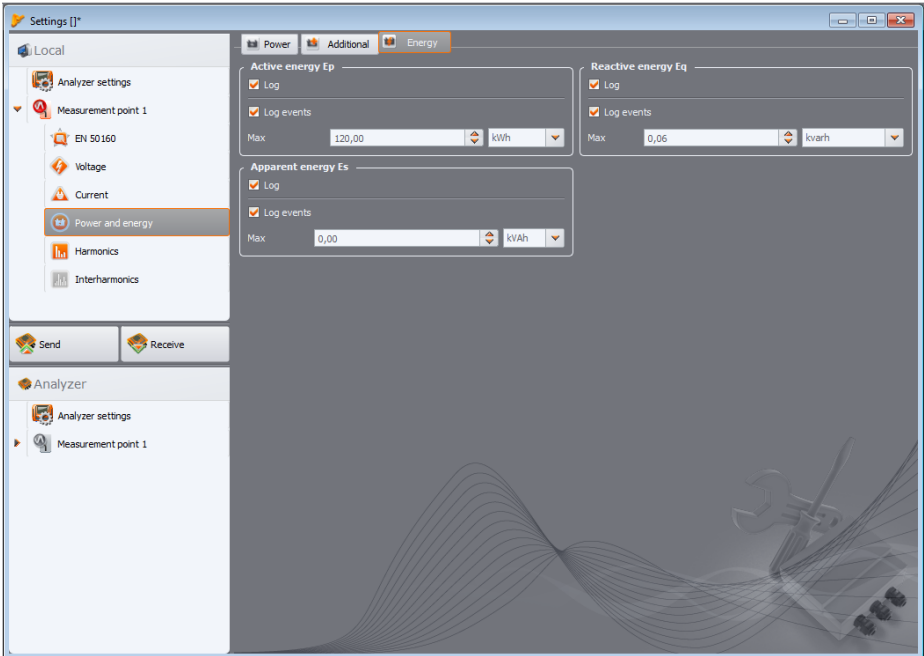 Settings []*
Local
Analyzer settings
Measurement point 1
EN 50160
Voltage
Current
Power and energy
Harmonics
Interharmonics
Send
Receive
Analyzer
Analyzer settings
Measurement point 1
Power
Additional
Energy
Active energy Ep
Log
Log events
Max 120,00 kWh
Reactive energy Eq
Log
Log events
Max 0,06 kvarh
Apparent energy Es
Log
Log events
Max 0,00 kVAh